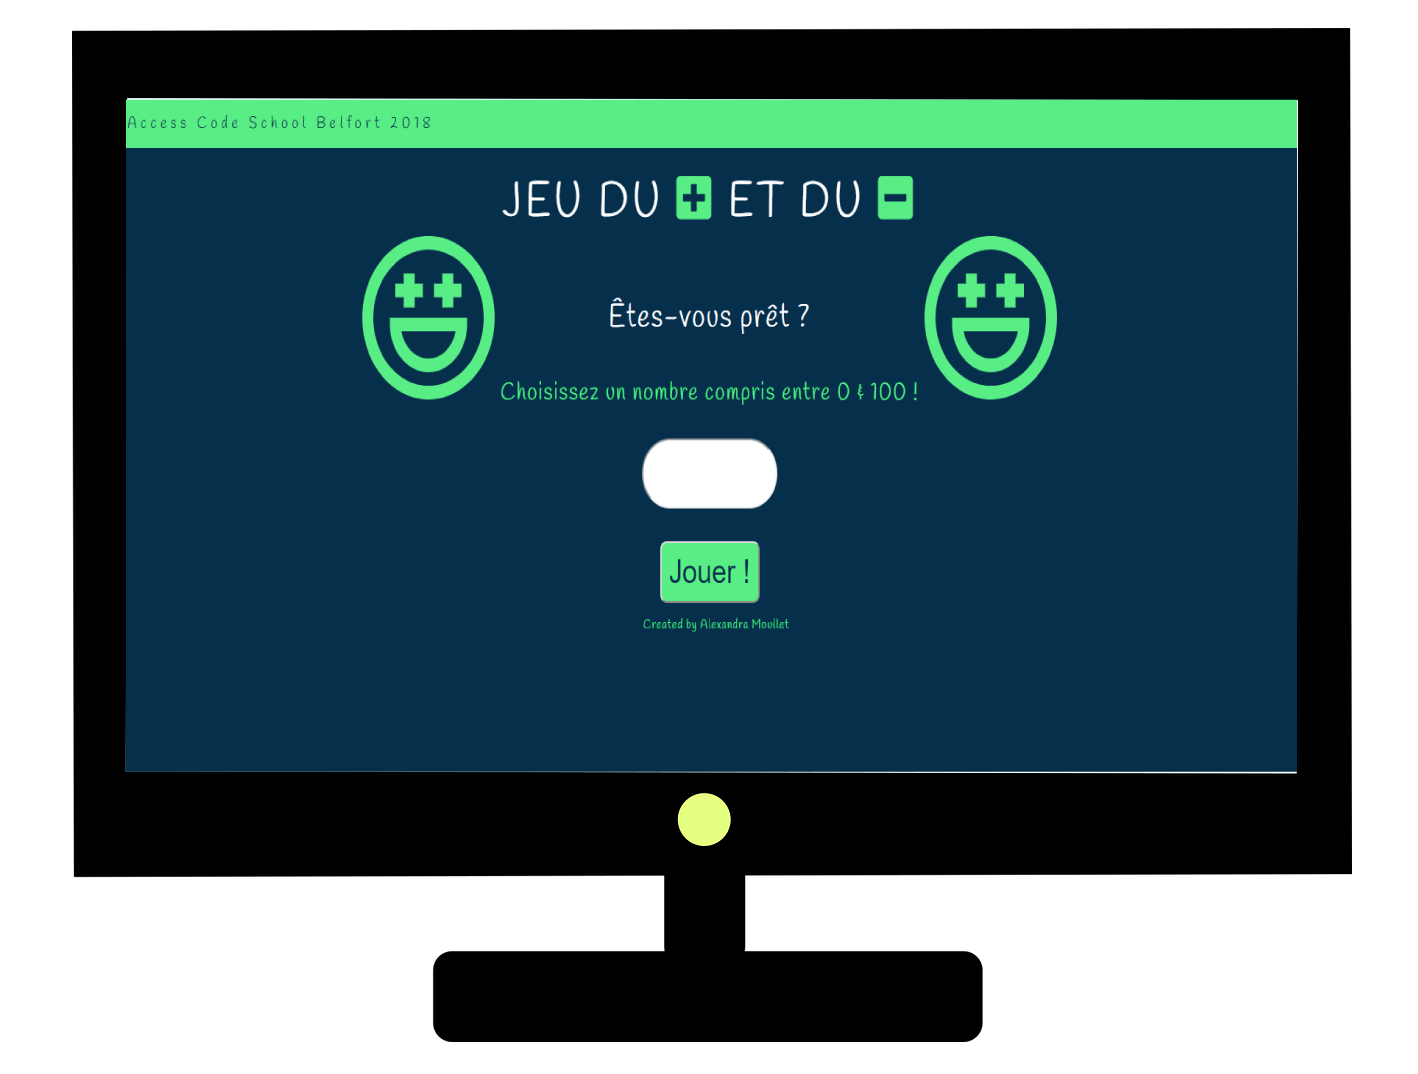 Access Code School Belfort 2018
JEU DU + ET DU -
Êtes-vous prêt ?
Choisissez un nombre compris entre 0 & 100 !
Jouer !
Created by Alexandra Moullet